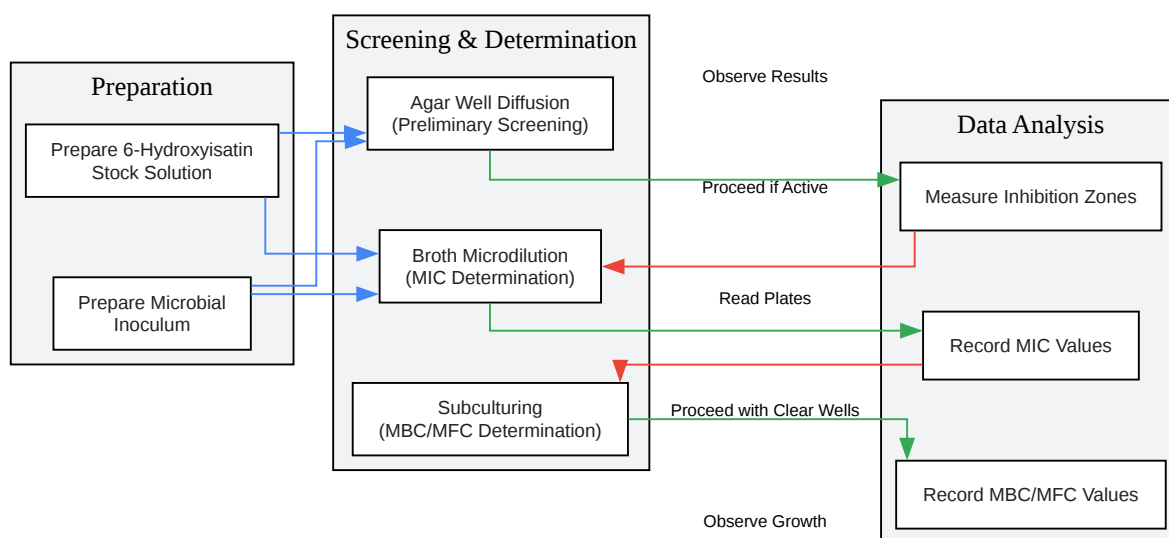 Preparation
Prepare 6-Hydroxyisatin
Stock Solution
Prepare Microbial
Inoculum
Screening & Determination
Agar Well Diffusion
(Preliminary Screening)
Broth Microdilution
(MIC Determination)
Subculturing
(MBC/MFC Determination)
Observe Results
Proceed if Active
Read Plates
Proceed with Clear Wells
Observe Growth
Data Analysis
Measure Inhibition Zones
Record MIC Values
Record MBC/MFC Values